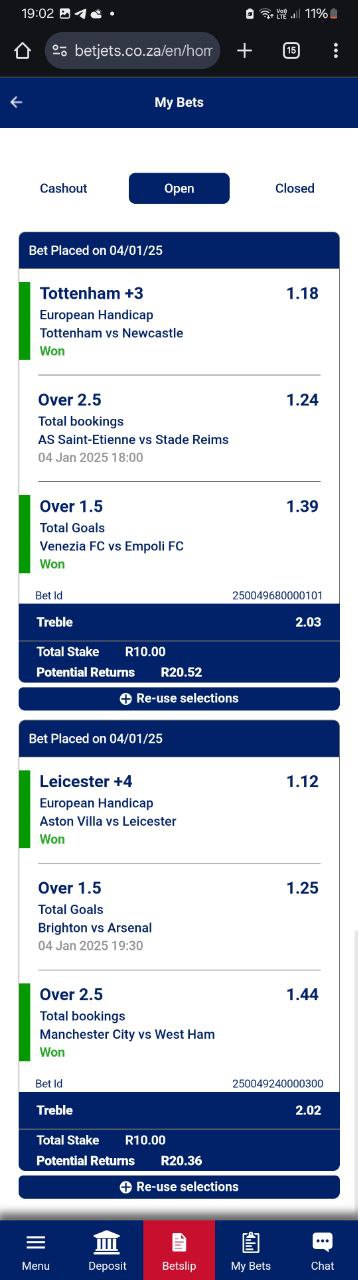 19:02
11%
betjets.co.za/en/hom
15
My Bets
Cashout
Open
Closed
Bet Placed on 04/01/25
Tottenham +3 1.18
European Handicap
Tottenham vs Newcastle
Won
Over 2.5 1.24
Total bookings
AS Saint-Etienne vs Stade Reims
04 Jan 2025 18:00
Over 1.5 1.39
Total Goals
Venezia FC vs Empoli FC
Won
Bet Id 250049680000101
Treble 2.03
Total Stake R10.00
Potential Returns R20.52
Re-use selections
Bet Placed on 04/01/25
Leicester +4 1.12
European Handicap
Aston Villa vs Leicester
Won
Over 1.5 1.25
Total Goals
Brighton vs Arsenal
04 Jan 2025 19:30
Over 2.5 1.44
Total bookings
Manchester City vs West Ham
Won
Bet Id 250049240000300
Treble 2.02
Total Stake R10.00
Potential Returns R20.36
Re-use selections
Menu
Deposit
Betslip
My Bets
Chat